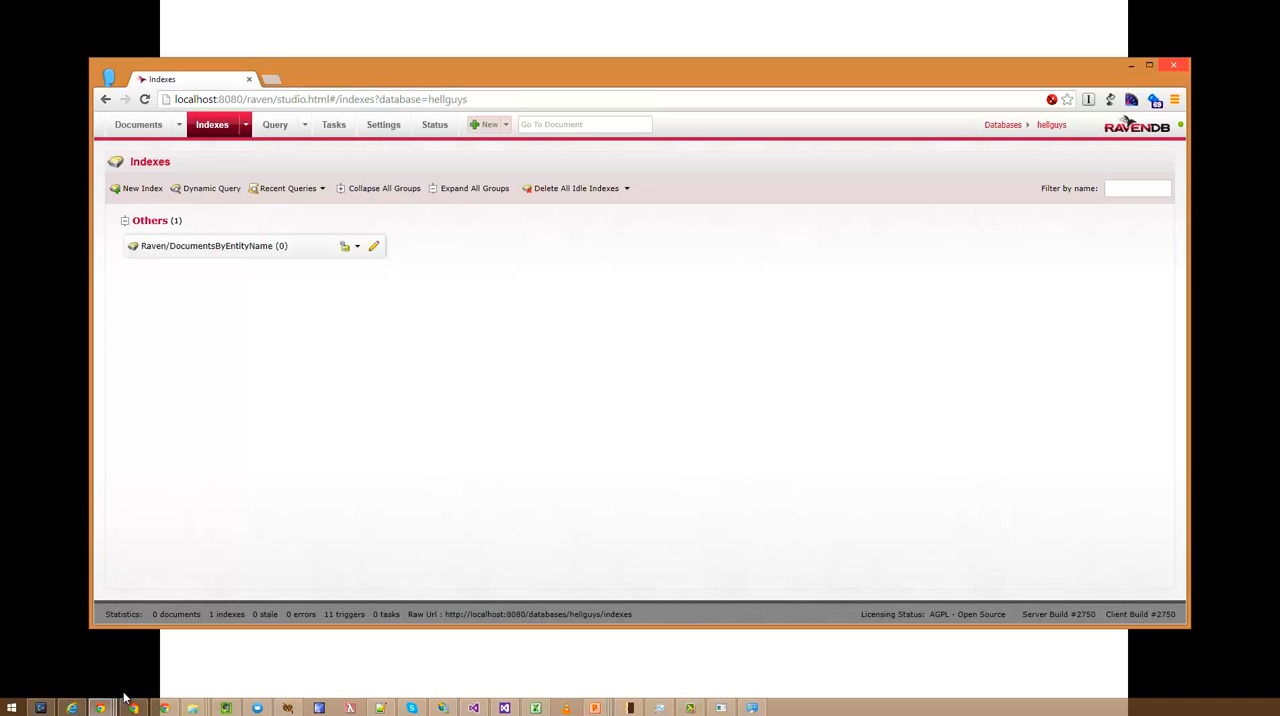 Indexes
localhost:8080/raven/studio.html#/indexes?database=hellguys
Documents Indexes Query Tasks Settings Status New Go To Document Databases hellguys RAVENDB
Indexes
New Index Dynamic Query Recent Queries Collapse All Groups Expand All Groups Delete All Idle Indexes Filter by name:
Others (1)
Raven/DocumentsByEntityName (0)
Statistics: 0 documents 1 indexes 0 stale 0 errors 11 triggers 0 tasks Raw Url : http://localhost:8080/databases/hellguys/indexes Licensing Status: AGPL - Open Source Server Build #2750 Client Build #2750